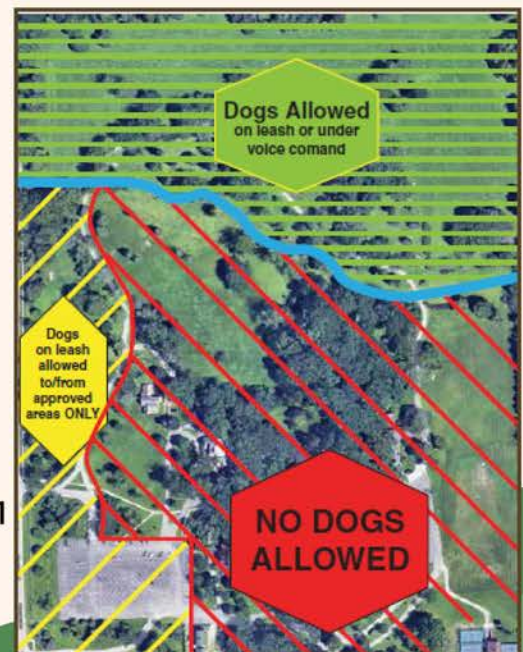 Dogs Allowed
on leash or under
voice comand
Dogs
on leash
allowed
to/from
approved
areas ONLY
NO DOGS
ALLOWED